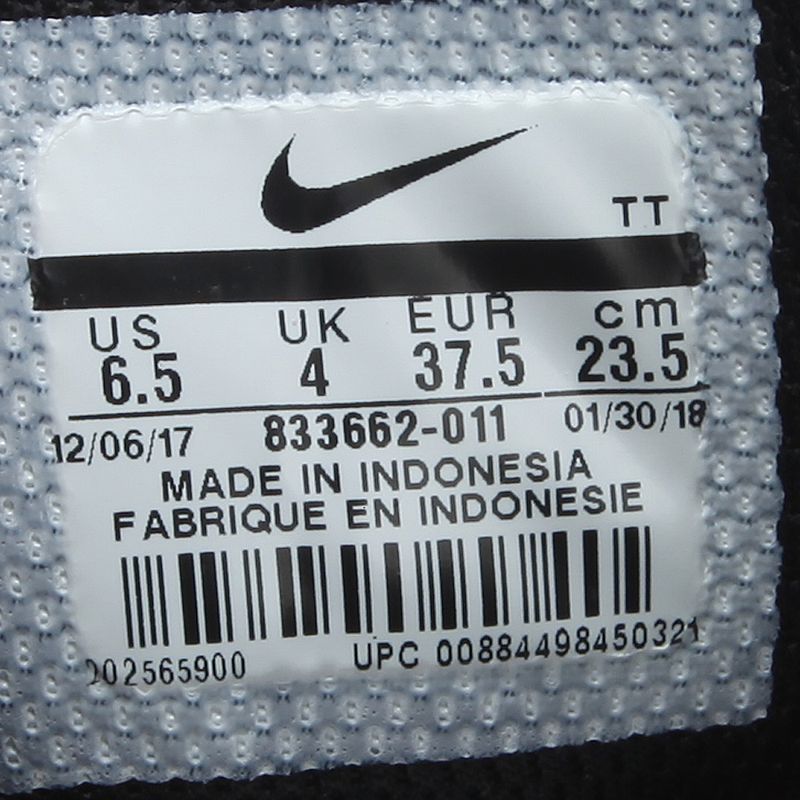 TT
US UK EUR cm
6.5 4 37.5 23.5
12/06/17 833662-011 01/30/18
MADE IN INDONESIA
FABRIQUE EN INDONESIE
202565900 UPC 00884498450321